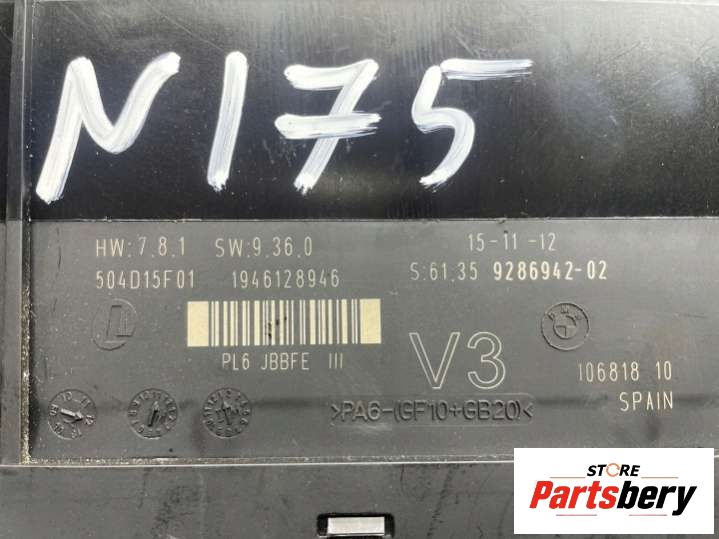 N175
HW:7.8.1 SW:9.36.0 15-11-12
504D15F01 1946128946 S:61.35 9286942-02
BMW
PL6 JBBFE III
V3
106818 10
>PA6-(GF10+GB20)<
SPAIN
STORE
Partsbery